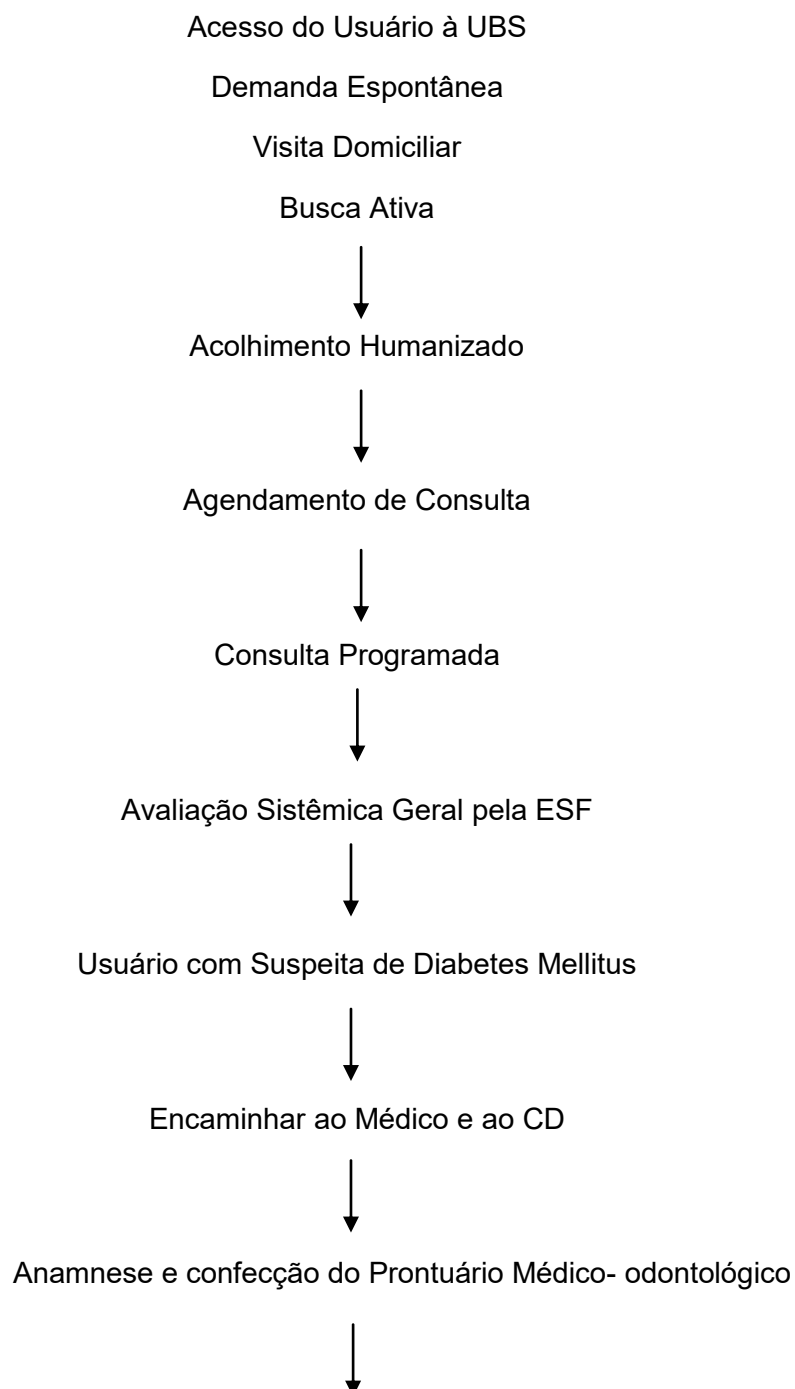 Acesso do Usuário à UBS
Demanda Espontânea
Visita Domiciliar
Busca Ativa
Acolhimento Humanizado
Agendamento de Consulta
Consulta Programada
Avaliação Sistêmica Geral pela ESF
Usuário com Suspeita de Diabetes Mellitus
Encaminhar ao Médico e ao CD
Anamnese e confecção do Prontuário Médico- odontológico